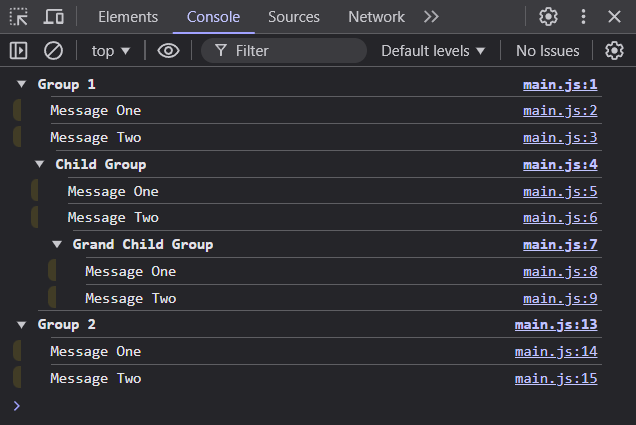 Elements Console Sources Network
top Filter Default levels No Issues
Group 1 main.js:1
Message One main.js:2
Message Two main.js:3
Child Group main.js:4
Message One main.js:5
Message Two main.js:6
Grand Child Group main.js:7
Message One main.js:8
Message Two main.js:9
Group 2 main.js:13
Message One main.js:14
Message Two main.js:15